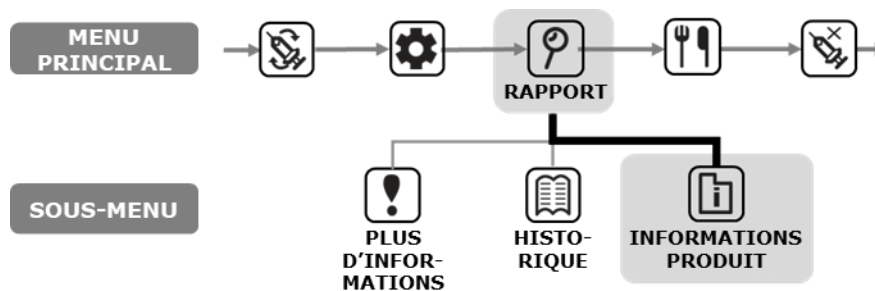 MENU
PRINCIPAL
RAPPORT
SOUS-MENU
PLUS
D'INFOR-
MATIONS
HISTO-
RIQUE
INFORMATIONS
PRODUIT